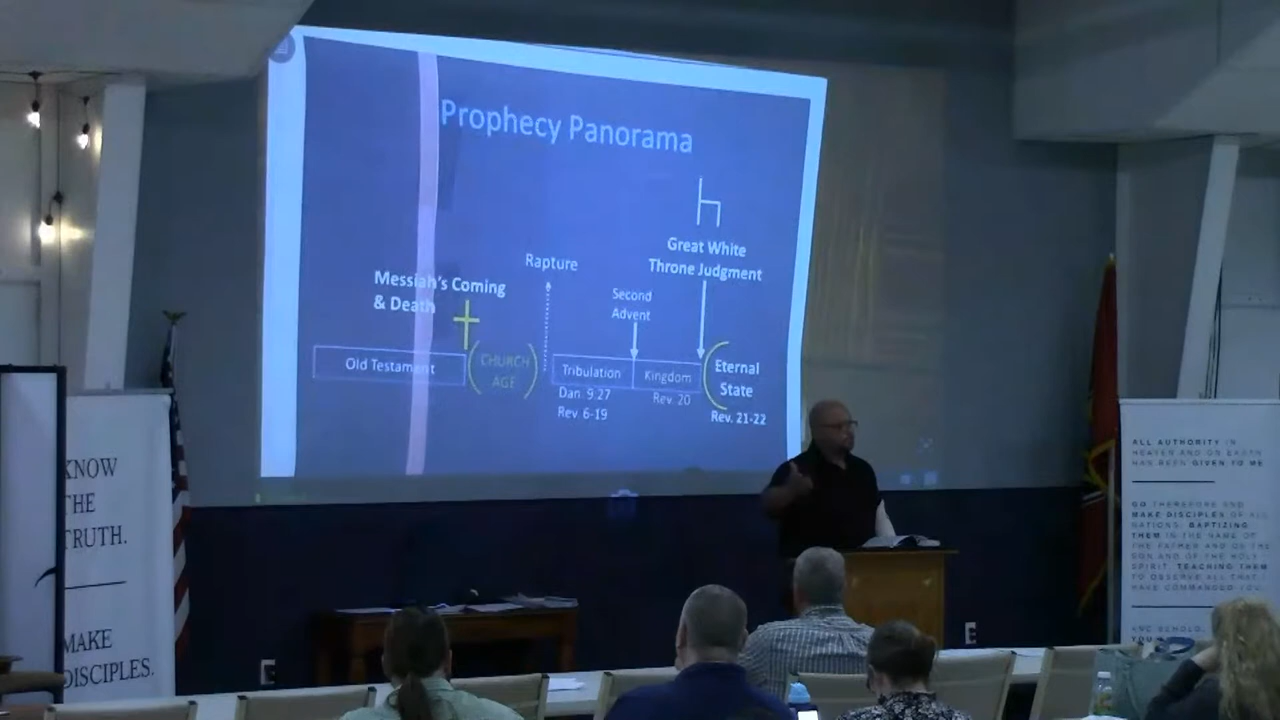 Prophecy Panorama
Great White
Throne Judgment
Rapture
Messiah's Coming
& Death
Second
Advent
Old Testament
CHURCH
AGE
Tribulation
Kingdom
Eternal
State
Dan. 9.27
Rev. 6-19
Rev. 20
Rev. 21-22
KNOW
THE
TRUTH.
MAKE
DISCIPLES.
ALL AUTHORITY IN
HEAVEN AND ON EARTH
HAS BEEN GIVEN TO ME
GO THEREFORE AND
MAKE DISCIPLES OF ALL
NATIONS, BAPTIZING
THEM IN THE NAME OF
THE FATHER AND OF THE
SON AND OF THE HOLY
SPIRIT, TEACHING THEM
TO OBSERVE ALL THAT I
HAVE COMMANDED YOU.
AND BEHOLD,